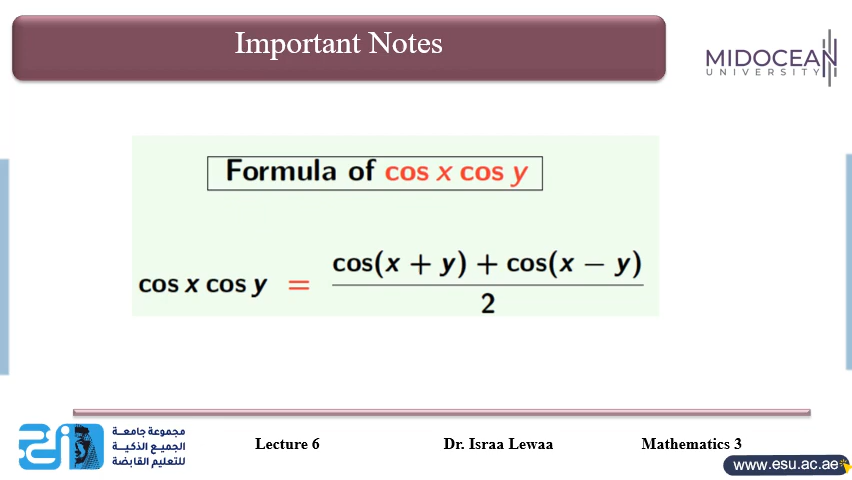 Important Notes
MIDOCEAN
UNIVERSITY
Formula of cos x cos y
cos x cos y = \frac{cos(x + y) + cos(x − y)}{2}
مجموعة جامعة
الجميع الذكية
للتعليم القابضة
Lecture 6
Dr. Israa Lewaa
Mathematics 3
www.esu.ac.ae